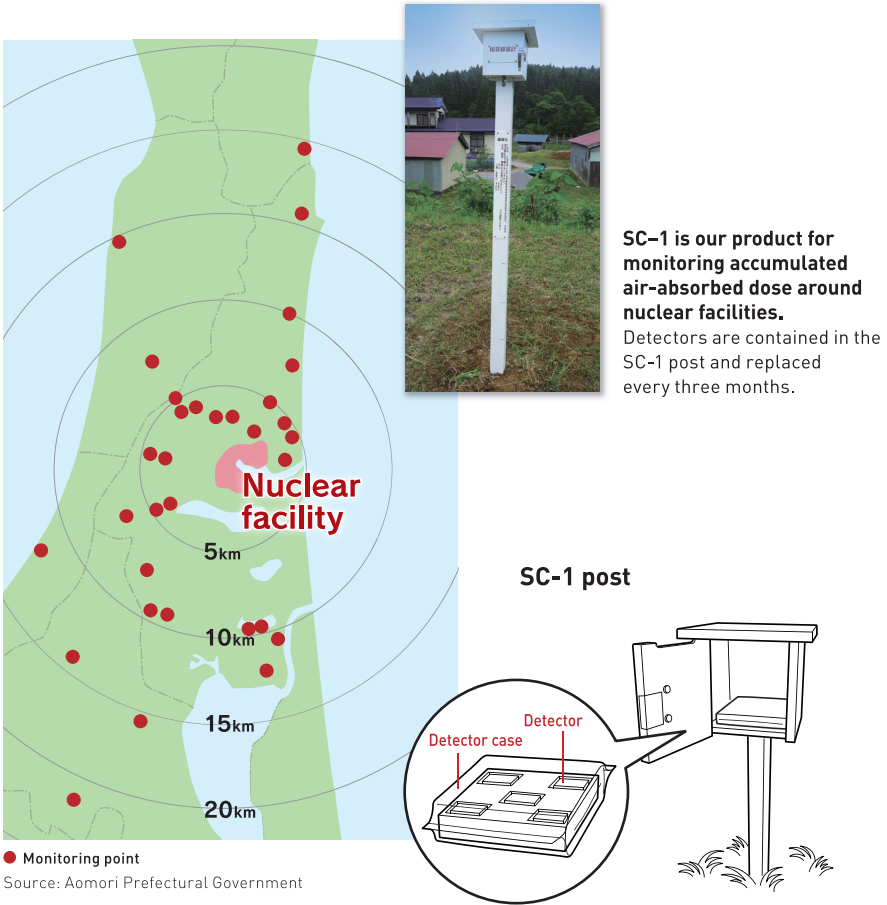 SC–1 is our product for
monitoring accumulated
air-absorbed dose around
nuclear facilities.
Detectors are contained in the
SC-1 post and replaced
every three months.
Nuclear
facility
5km
10km
15km
20km
Monitoring point
Source: Aomori Prefectural Government
SC-1 post
Detector
Detector case